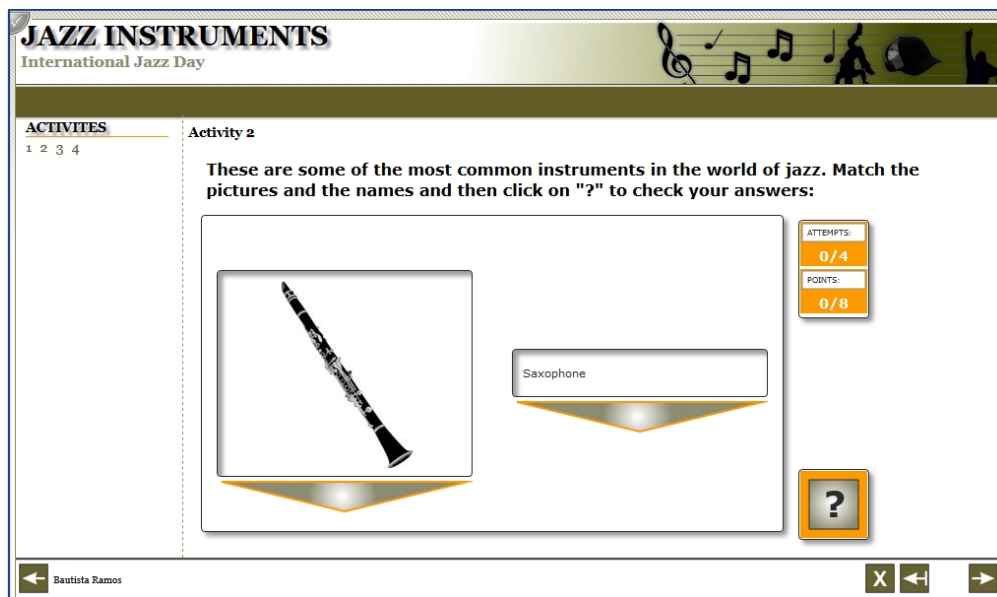 JAZZ INSTRUMENTS
International Jazz Day
ACTIVITES
1 2 3 4
Activity 2
These are some of the most common instruments in the world of jazz. Match the
pictures and the names and then click on "?" to check your answers:
ATTEMPTS:
0/4
POINTS:
0/8
Saxophone
?
Bautista Ramos
X